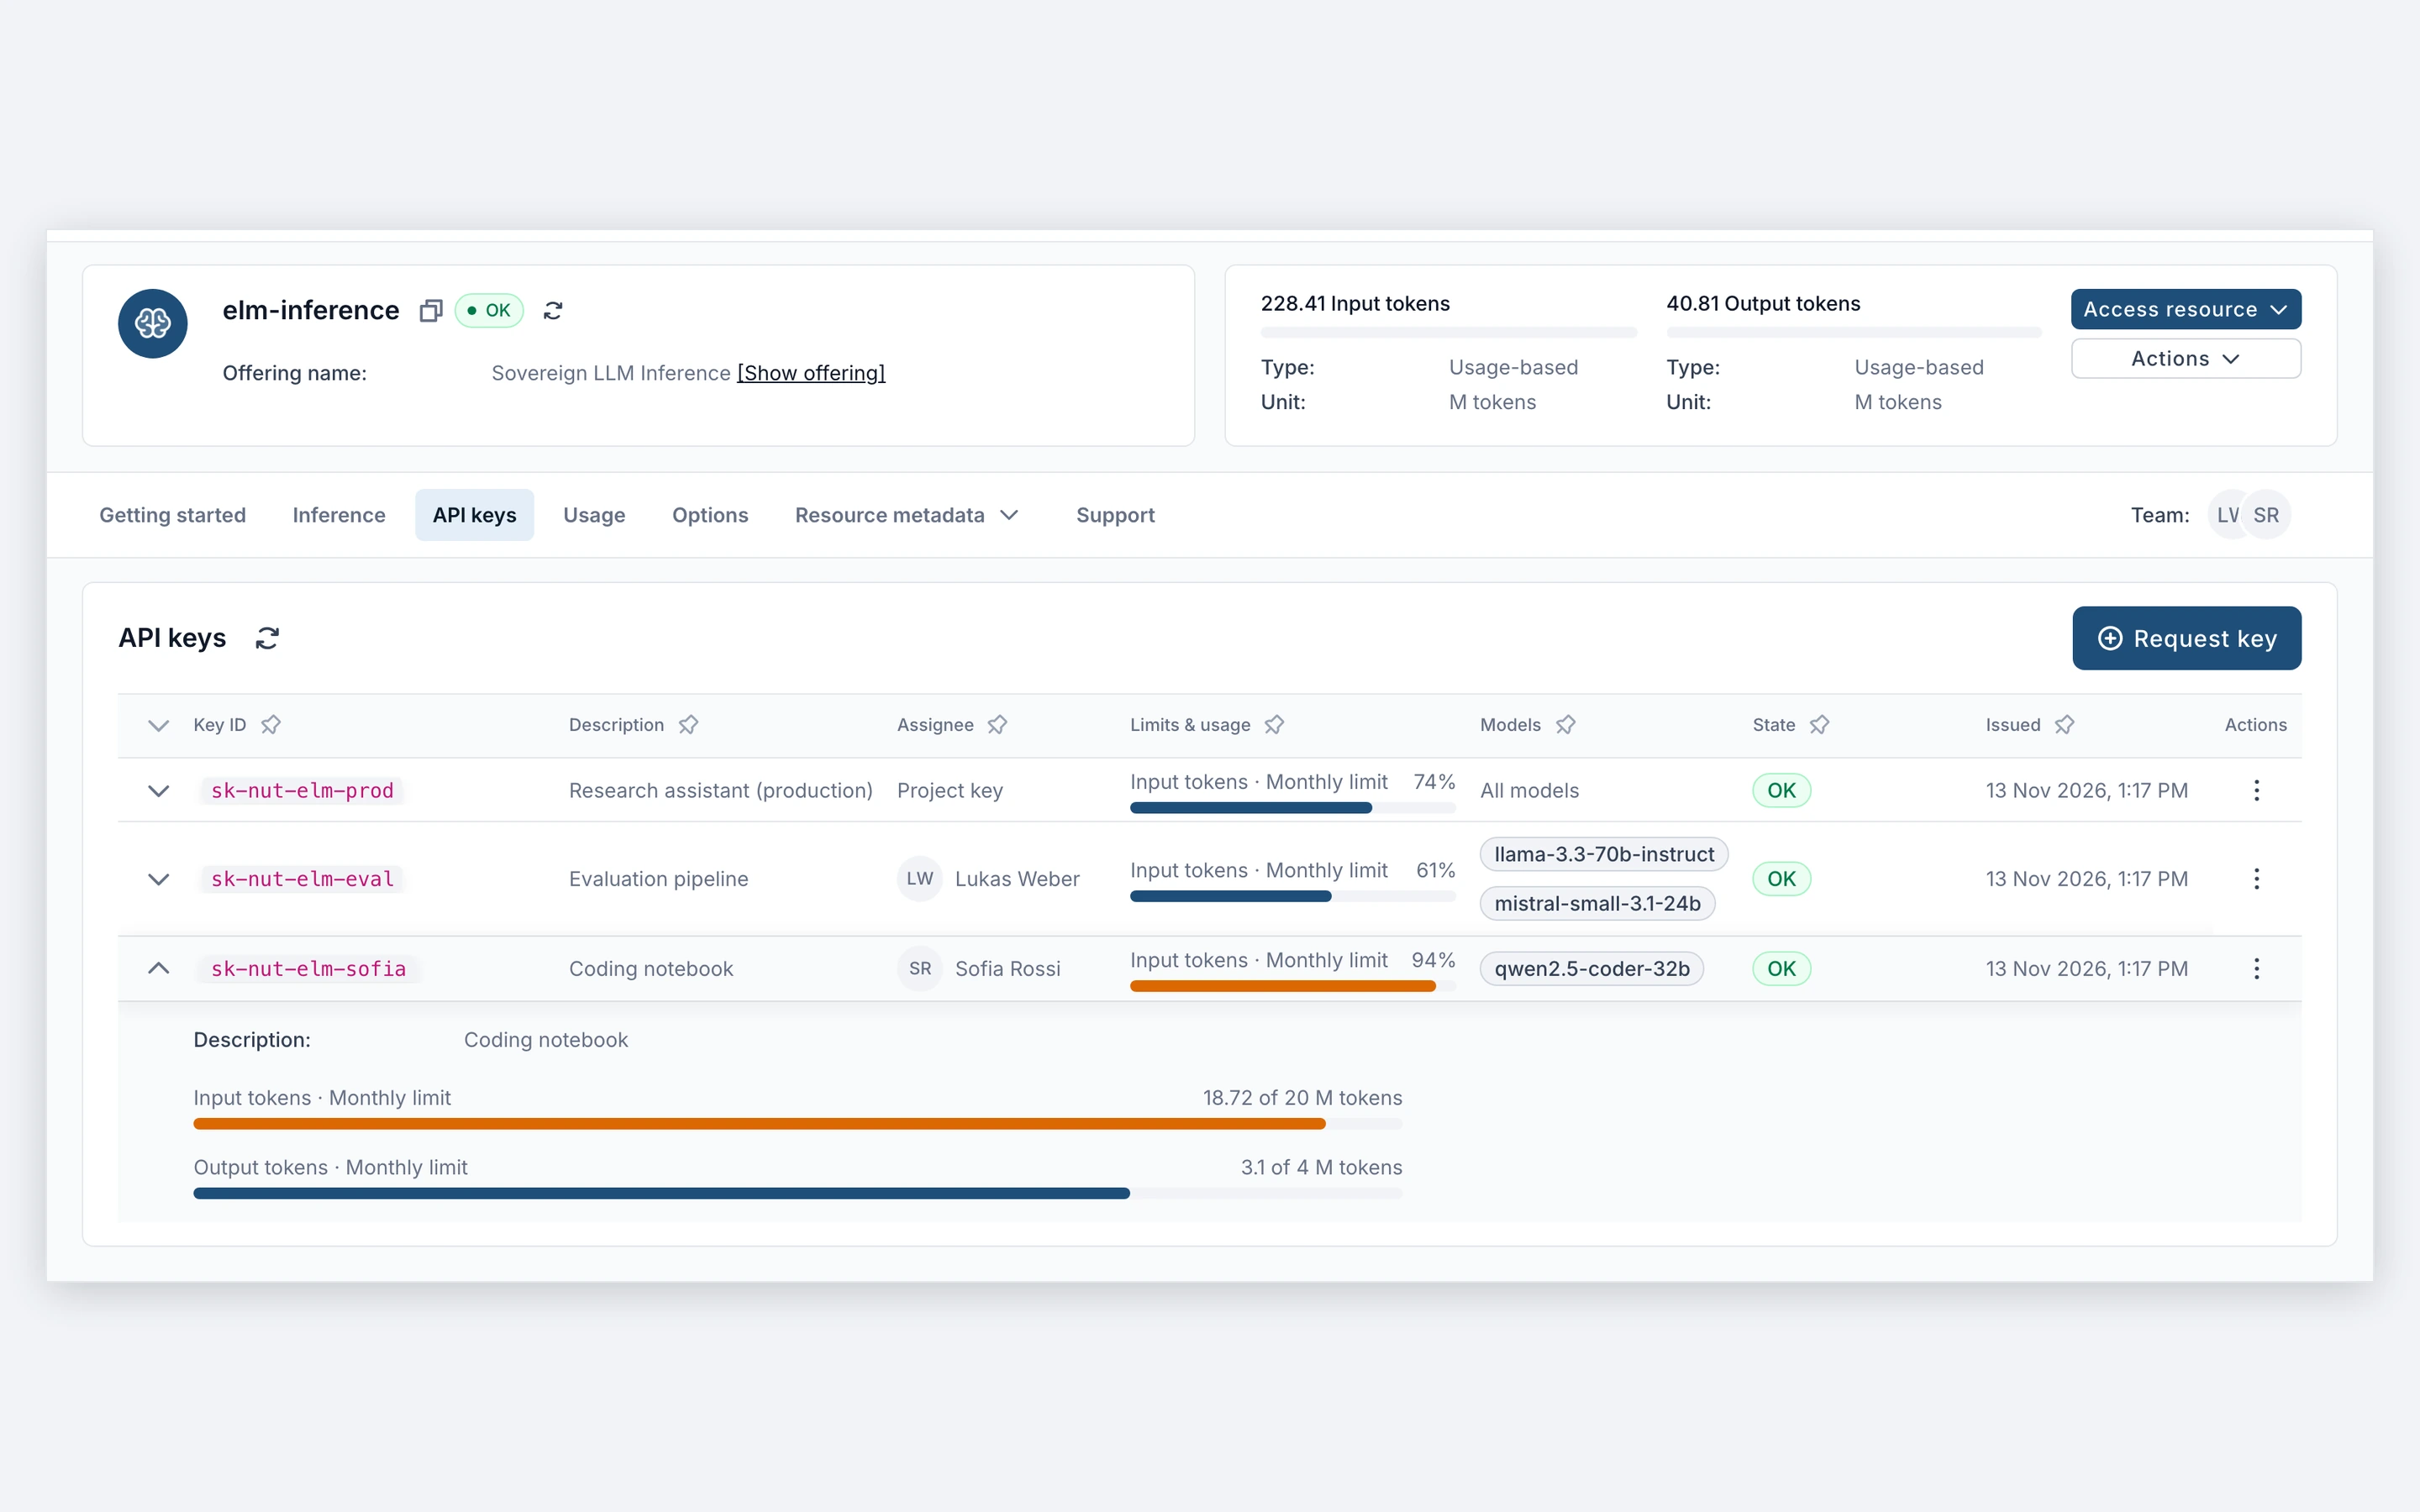 elm-inference
OK
Offering name: Sovereign LLM Inference [Show offering]
228.41 Input tokens
Type: Usage-based
Unit: M tokens
40.81 Output tokens
Type: Usage-based
Unit: M tokens
Access resource
Actions
Getting started Inference API keys Usage Options Resource metadata Support
Team: LW SR
API keys
Request key
Key ID Description Assignee Limits & usage Models State Issued Actions
sk-nut-elm-prod Research assistant (production) Project key Input tokens · Monthly limit 74% All models OK 13 Nov 2026, 1:17 PM
sk-nut-elm-eval Evaluation pipeline LW Lukas Weber Input tokens · Monthly limit 61% llama-3.3-70b-instruct mistral-small-3.1-24b OK 13 Nov 2026, 1:17 PM
sk-nut-elm-sofia Coding notebook SR Sofia Rossi Input tokens · Monthly limit 94% qwen2.5-coder-32b OK 13 Nov 2026, 1:17 PM
Description: Coding notebook
Input tokens · Monthly limit 18.72 of 20 M tokens
Output tokens · Monthly limit 3.1 of 4 M tokens